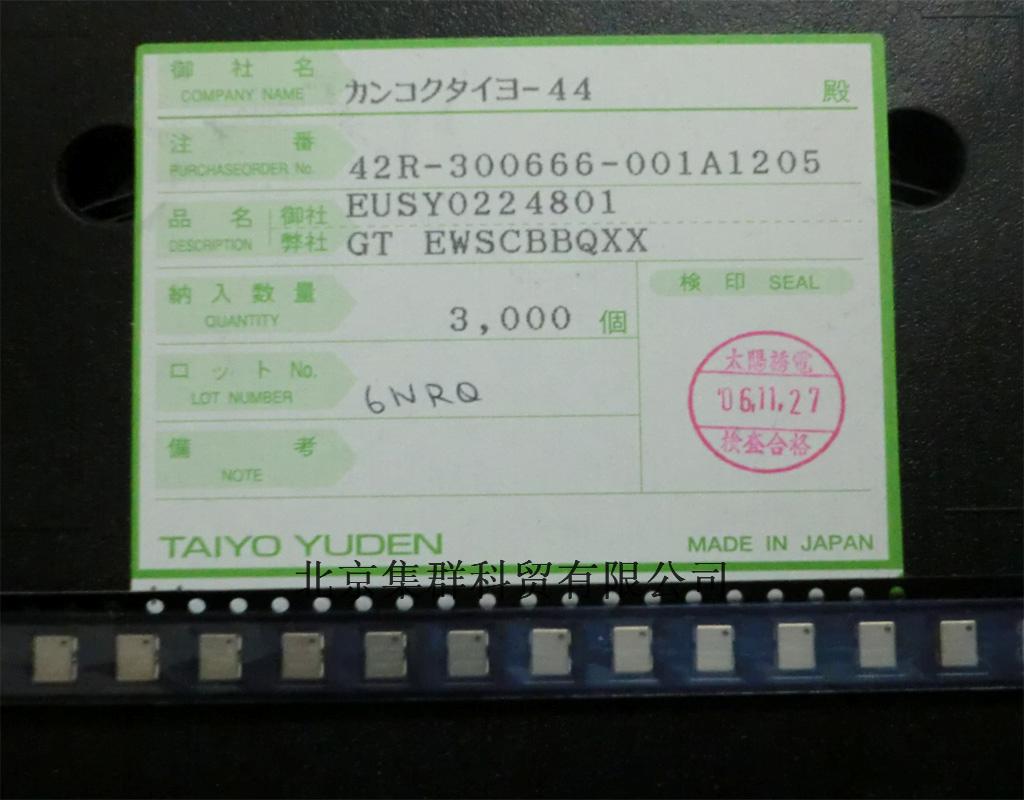 御社名
COMPANY NAME カンコクタイヨー44 殿
注番
PURCHASEORDER No. 42R-300666-001A1205
品名 御社 EUSY0224801
DESCRIPTION 弊社 GT EWSCBBQXX
検印 SEAL
納入数量
QUANTITY 3,000 個
太陽誘電
ロット No.
LOT NUMBER 6NRQ
'06.11.27
検査合格
備考
NOTE
TAIYO YUDEN MADE IN JAPAN
北京集群科贸有限公司